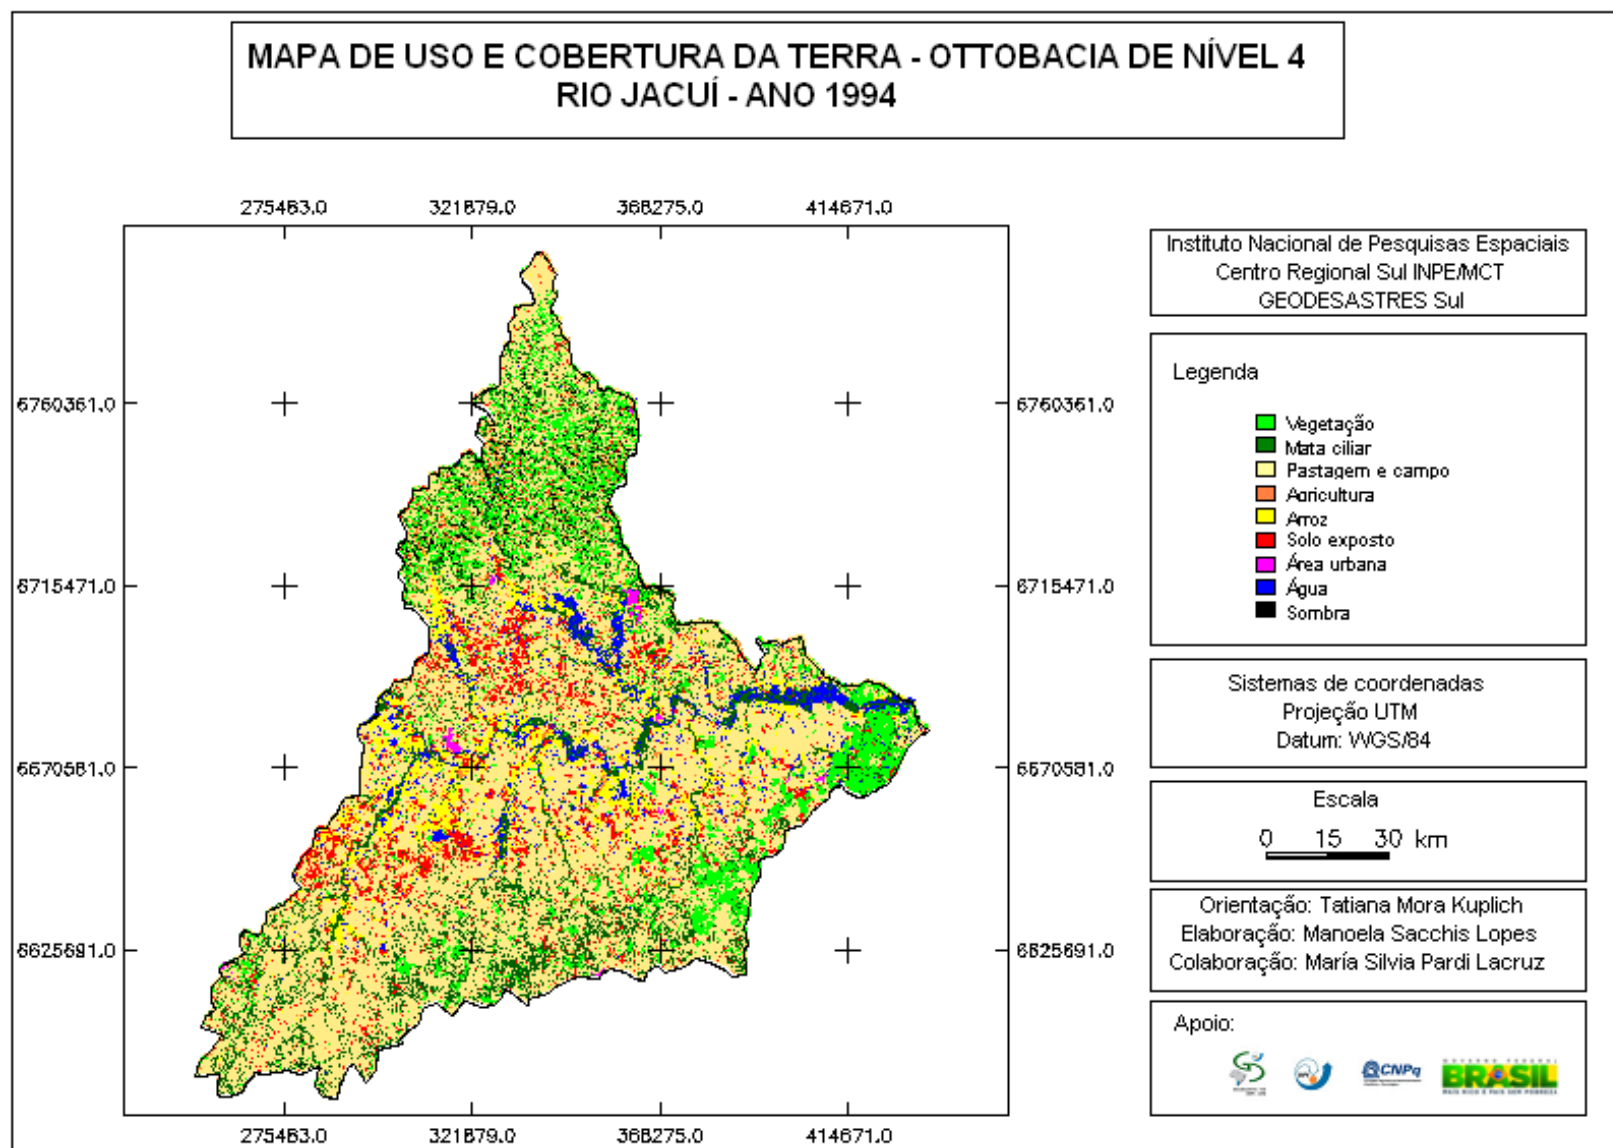 MAPA DE USO E COBERTURA DA TERRA - OTTOBACIA DE NÍVEL 4
RIO JACUÍ - ANO 1994
275483.0 321879.0 368275.0 414671.0
6760361.0 6760361.0
6715471.0 6715471.0
6670581.0 6670581.0
6625691.0 6625691.0
275483.0 321879.0 368275.0 414671.0
Instituto Nacional de Pesquisas Espaciais
Centro Regional Sul INPE/MCT
GEODESASTRES Sul
Legenda
Vegetação
Mata ciliar
Pastagem e campo
Agricultura
Arroz
Solo exposto
Área urbana
Água
Sombra
Sistemas de coordenadas
Projeção UTM
Datum: WGS/84
Escala
0 15 30 km
Orientação: Tatiana Mora Kuplich
Elaboração: Manoela Sacchis Lopes
Colaboração: María Silvia Pardi Lacruz
Apoio:
CNPq
BRASIL